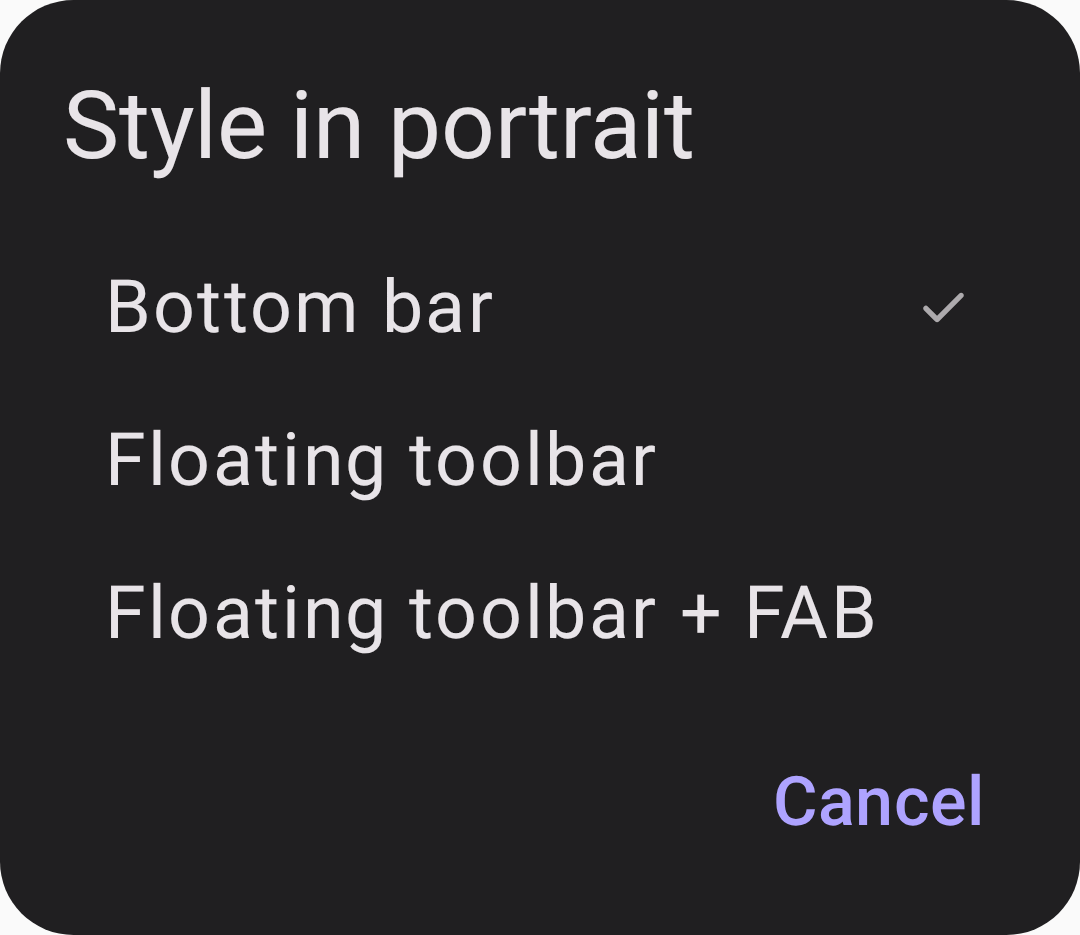 Style in portrait
Bottom bar
Floating toolbar
Floating toolbar + FAB
Cancel